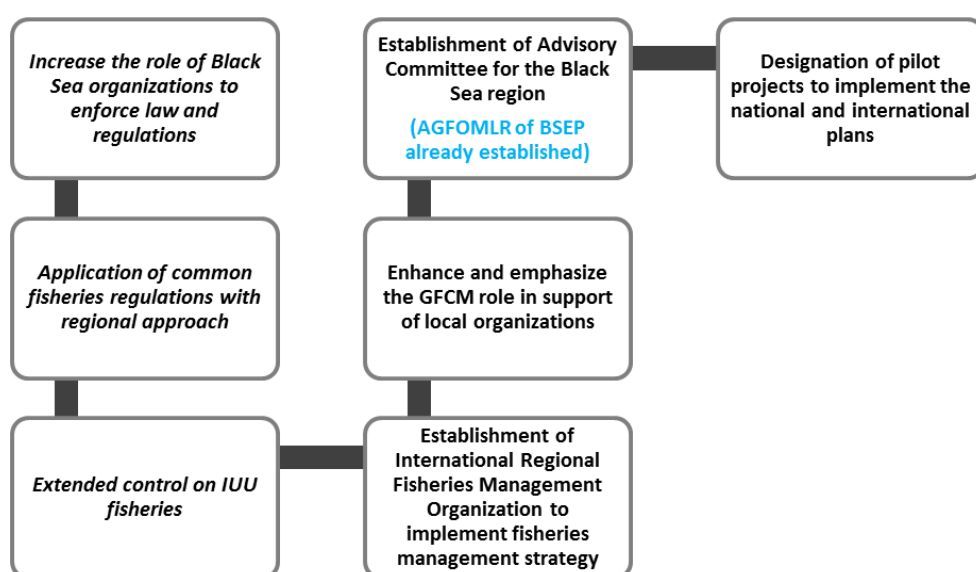 Increase the role of Black
Sea organizations to
enforce law and
regulations
Application of common
fisheries regulations with
regional approach
Extended control on IUU
fisheries
Establishment of
International Regional
Fisheries Management
Organization to
implement fisheries
management strategy
Enhance and emphasize
the GFCM role in support
of local organizations
Establishment of Advisory
Committee for the Black
Sea region
(AGFOMLR of BSEP
already established)
Designation of pilot
projects to implement the
national and international
plans